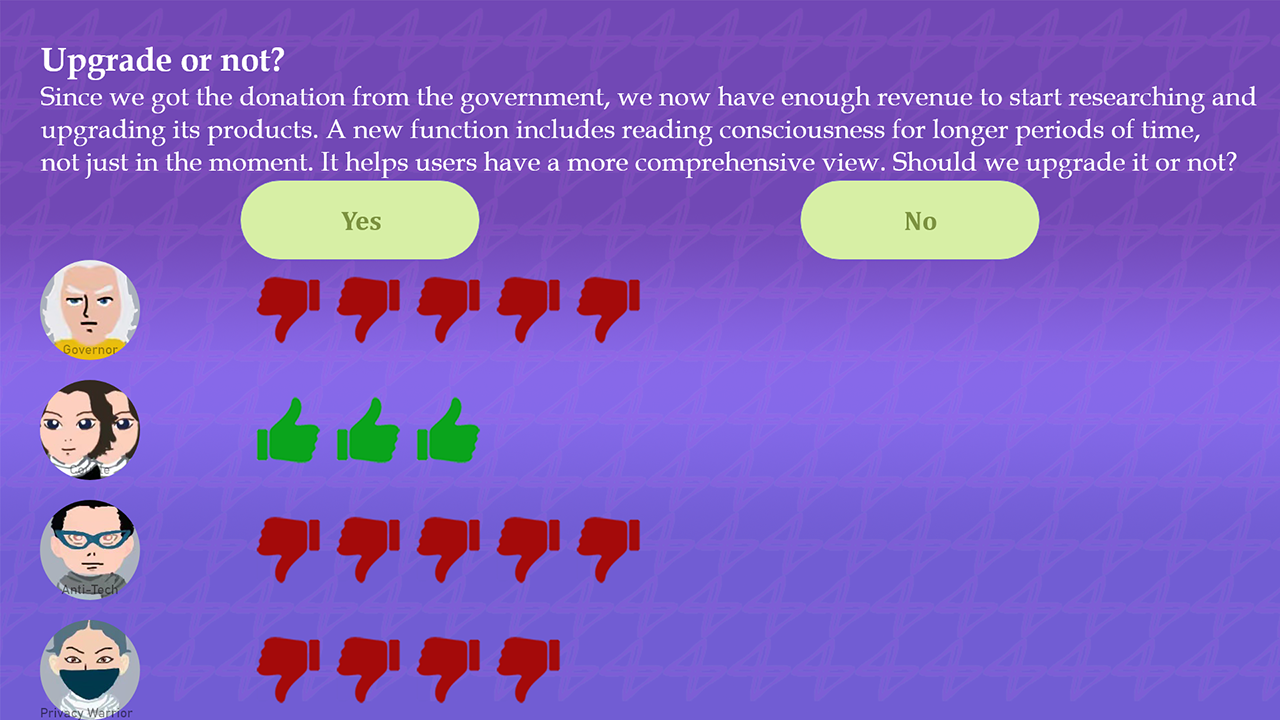 Upgrade or not?
Since we got the donation from the government, we now have enough revenue to start researching and
upgrading its products. A new function includes reading consciousness for longer periods of time,
not just in the moment. It helps users have a more comprehensive view. Should we upgrade it or not?
Yes
No
Governor
Anti-Tech
Privacy Warrior